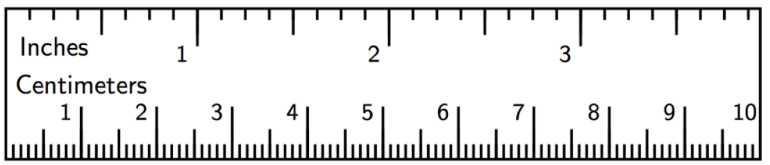 1 2 3
Inches
Centimeters
1 2 3 4 5 6 7 8 9 10